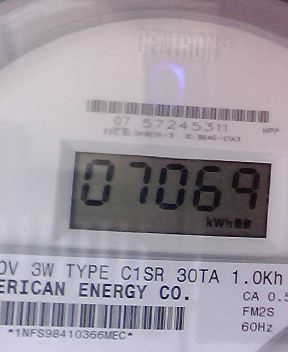 CENTRON®
07 57245311
07069
kWh
0V 3W TYPE C1SR 30TA 1.0Kh
ERICAN ENERGY CO.
CA 0.5
FM2S
*1NFS98410366MEC*
60Hz